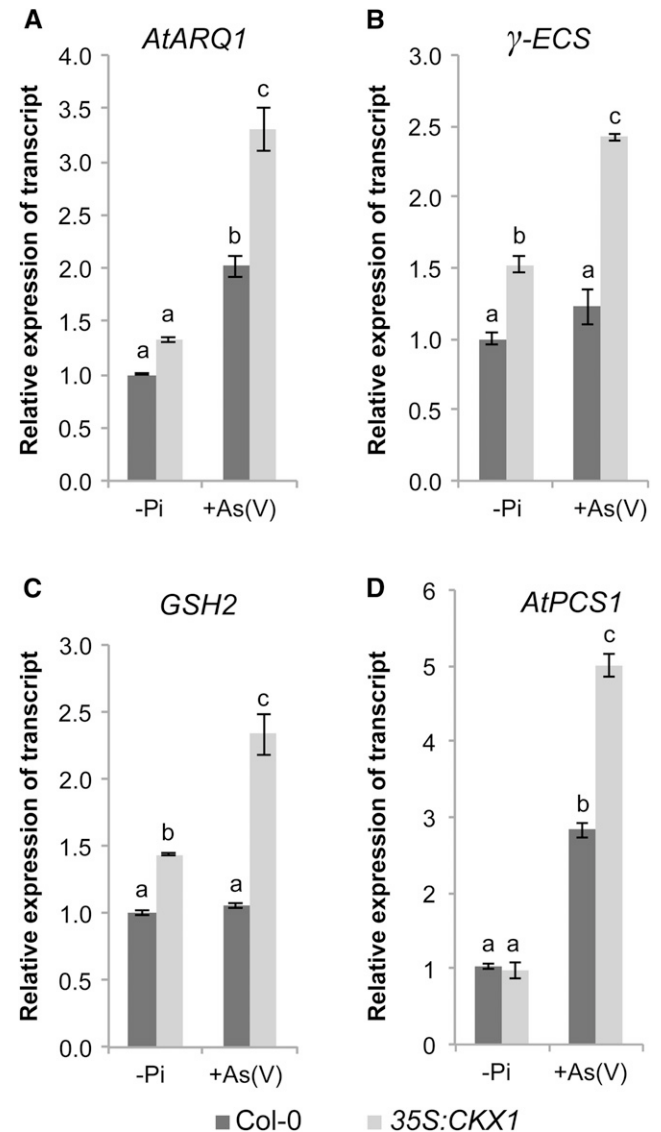 A
AtARQ1
Relative expression of transcript
4.0
3.5
3.0
2.5
2.0
1.5
1.0
0.5
0.0
a
a
b
c
-Pi
+As(V)
B
γ-ECS
Relative expression of transcript
3.0
2.5
2.0
1.5
1.0
0.5
0.0
a
b
a
c
-Pi
+As(V)
C
GSH2
Relative expression of transcript
3.0
2.5
2.0
1.5
1.0
0.5
0.0
a
b
a
c
-Pi
+As(V)
D
AtPCS1
Relative expression of transcript
6
5
4
3
2
1
0
a
a
b
c
-Pi
+As(V)
Col-0
35S:CKX1